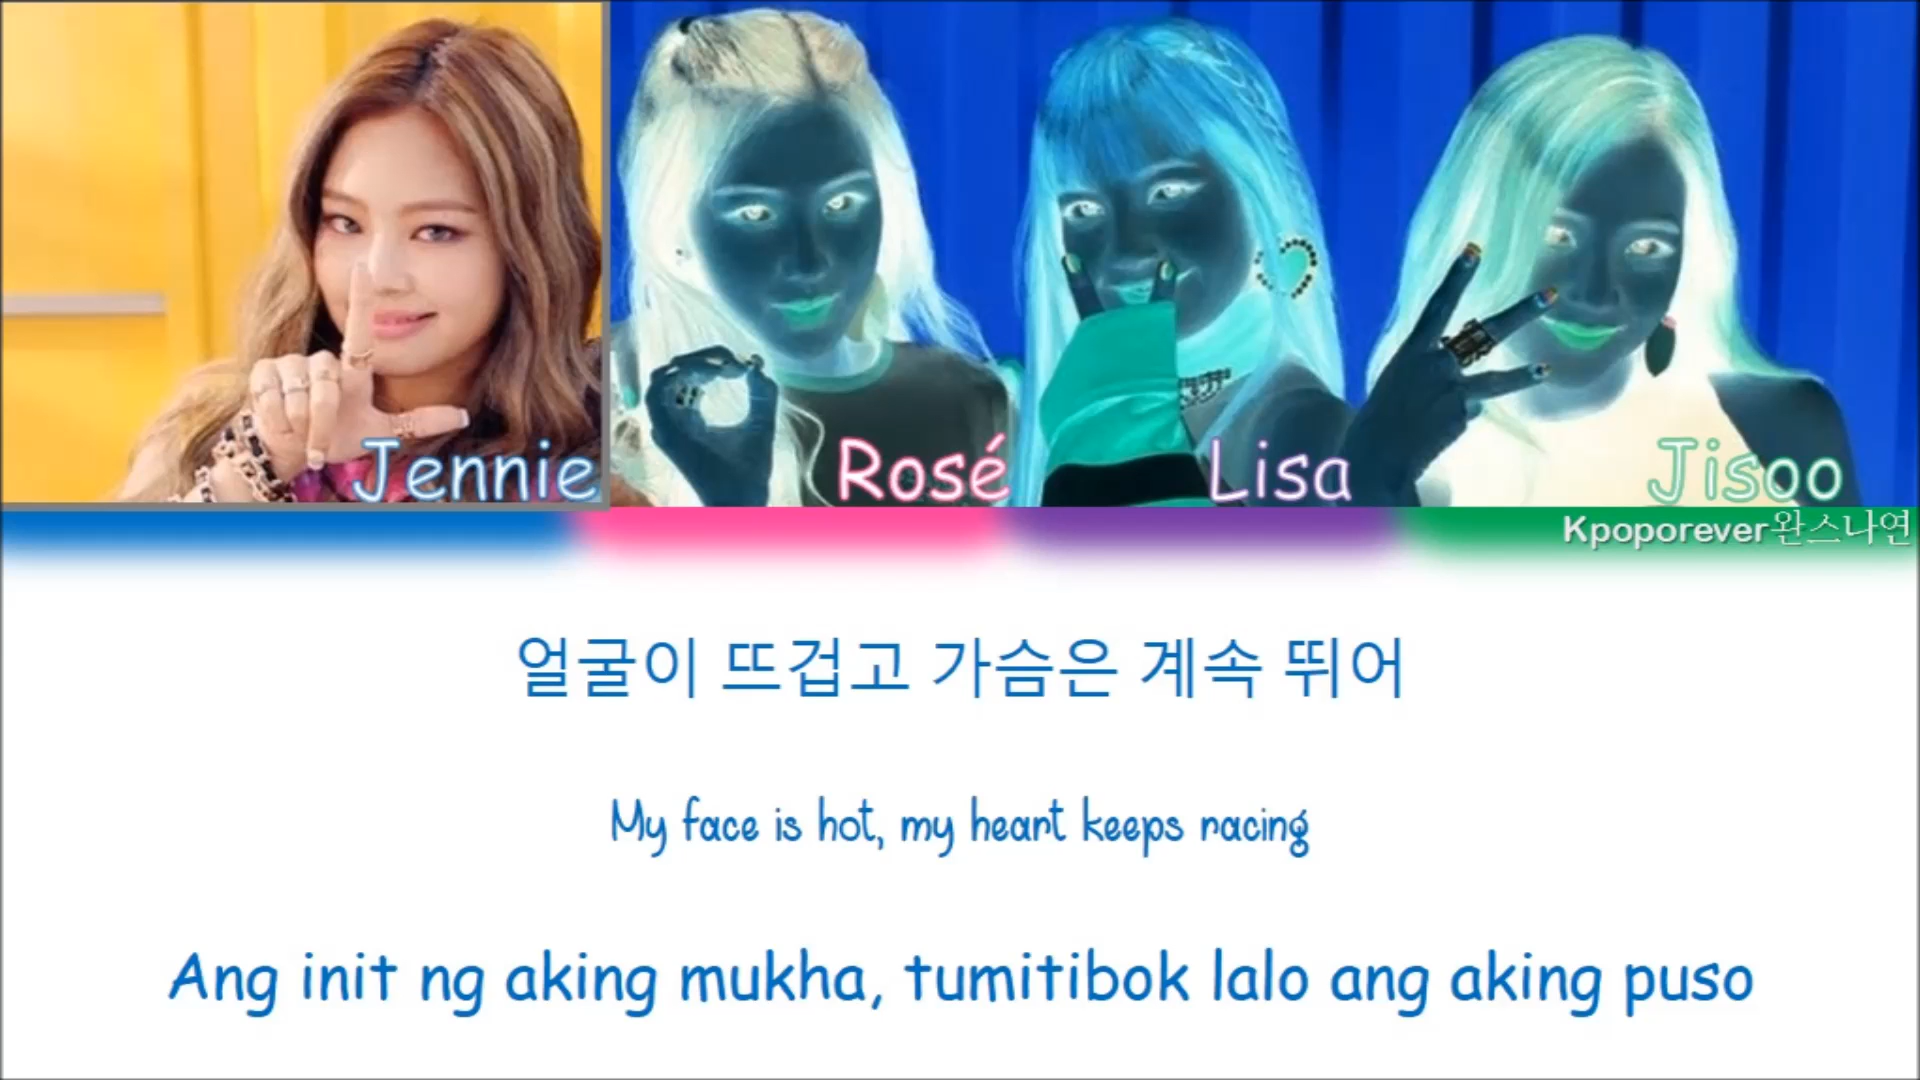 Jennie Rosé Lisa Jisoo
Kpoporever완스나연
얼굴이 뜨겁고 가슴은 계속 뛰어
My face is hot, my heart keeps racing
Ang init ng aking mukha, tumitibok lalo ang aking puso